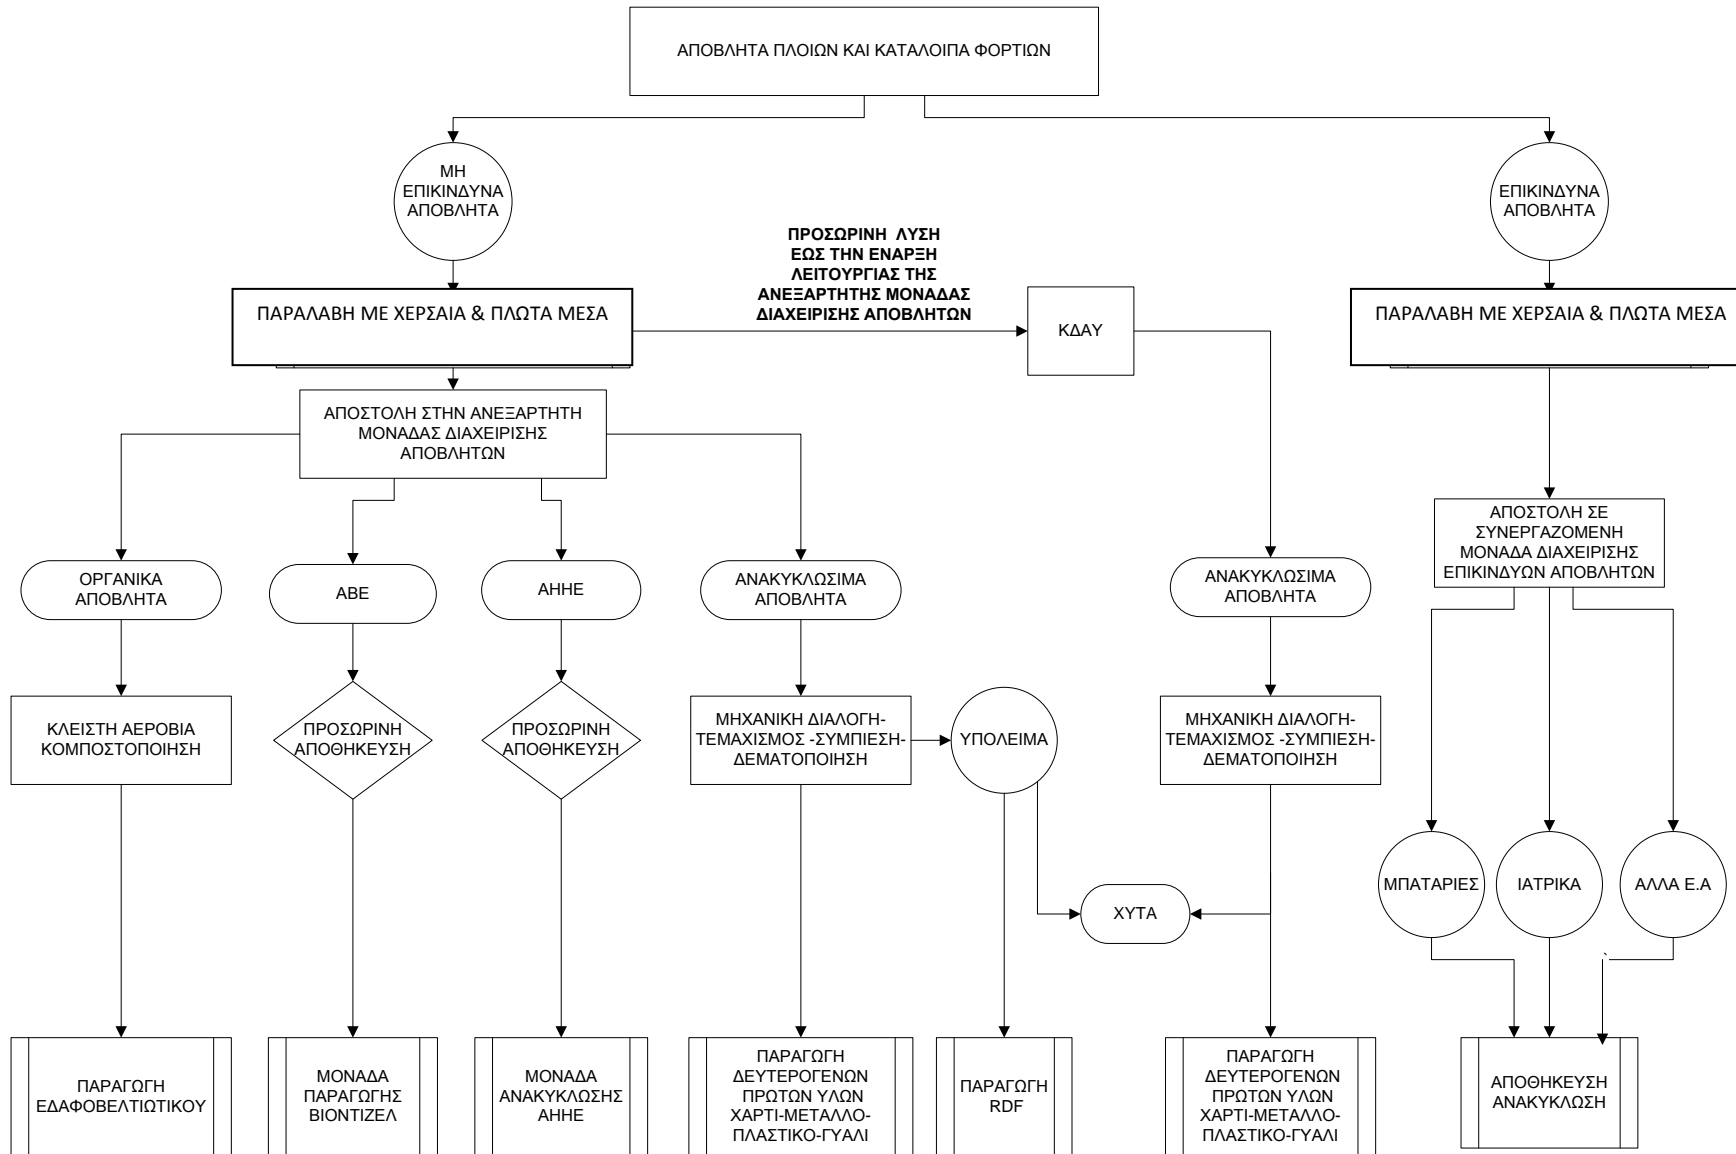 ΑΠΟΒΛΗΤΑ ΠΛΟΙΩΝ ΚΑΙ ΚΑΤΑΛΟΙΠΑ ΦΟΡΤΙΩΝ
ΜΗ
ΕΠΙΚΙΝΔΥΝΑ
ΑΠΟΒΛΗΤΑ
ΕΠΙΚΙΝΔΥΝΑ
ΑΠΟΒΛΗΤΑ
ΠΡΟΣΩΡΙΝΗ ΛΥΣΗ
ΕΩΣ ΤΗΝ ΕΝΑΡΞΗ
ΛΕΙΤΟΥΡΓΙΑΣ ΤΗΣ
ΑΝΕΞΑΡΤΗΤΗΣ ΜΟΝΑΔΑΣ
ΔΙΑΧΕΙΡΙΣΗΣ ΑΠΟΒΛΗΤΩΝ
ΠΑΡΑΛΑΒΗ ΜΕ ΧΕΡΣΑΙΑ & ΠΛΩΤΑ ΜΕΣΑ
ΚΔΑΥ
ΠΑΡΑΛΑΒΗ ΜΕ ΧΕΡΣΑΙΑ & ΠΛΩΤΑ ΜΕΣΑ
ΑΠΟΣΤΟΛΗ ΣΤΗΝ ΑΝΕΞΑΡΤΗΤΗ
ΜΟΝΑΔΑΣ ΔΙΑΧΕΙΡΙΣΗΣ
ΑΠΟΒΛΗΤΩΝ
ΑΠΟΣΤΟΛΗ ΣΕ
ΣΥΝΕΡΓΑΖΟΜΕΝΗ
ΜΟΝΑΔΑ ΔΙΑΧΕΙΡΙΣΗΣ
ΕΠΙΚΙΝΔΥΩΝ ΑΠΟΒΛΗΤΩΝ
ΟΡΓΑΝΙΚΑ
ΑΠΟΒΛΗΤΑ
ΑΒΕ
ΑΗΗΕ
ΑΝΑΚΥΚΛΩΣΙΜΑ
ΑΠΟΒΛΗΤΑ
ΑΝΑΚΥΚΛΩΣΙΜΑ
ΑΠΟΒΛΗΤΑ
ΚΛΕΙΣΤΗ ΑΕΡΟΒΙΑ
ΚΟΜΠΟΣΤΟΠΟΙΗΣΗ
ΠΡΟΣΩΡΙΝΗ
ΑΠΟΘΗΚΕΥΣΗ
ΠΡΟΣΩΡΙΝΗ
ΑΠΟΘΗΚΕΥΣΗ
ΜΗΧΑΝΙΚΗ ΔΙΑΛΟΓΗ-
ΤΕΜΑΧΙΣΜΟΣ -ΣΥΜΠΙΕΣΗ-
ΔΕΜΑΤΟΠΟΙΗΣΗ
ΥΠΟΛΕΙΜΑ
ΜΗΧΑΝΙΚΗ ΔΙΑΛΟΓΗ-
ΤΕΜΑΧΙΣΜΟΣ -ΣΥΜΠΙΕΣΗ-
ΔΕΜΑΤΟΠΟΙΗΣΗ
ΜΠΑΤΑΡΙΕΣ
ΙΑΤΡΙΚΑ
ΑΛΛΑ Ε.Α
ΧΥΤΑ
ΠΑΡΑΓΩΓΗ
ΕΔΑΦΟΒΕΛΤΙΩΤΙΚΟΥ
ΜΟΝΑΔΑ
ΠΑΡΑΓΩΓΗΣ
ΒΙΟΝΤΙΖΕΛ
ΜΟΝΑΔΑ
ΑΝΑΚΥΚΛΩΣΗΣ
ΑΗΗΕ
ΠΑΡΑΓΩΓΗ
ΔΕΥΤΕΡΟΓΕΝΩΝ
ΠΡΩΤΩΝ ΥΛΩΝ
ΧΑΡΤΙ-ΜΕΤΑΛΛΟ-
ΠΛΑΣΤΙΚΟ-ΓΥΑΛΙ
ΠΑΡΑΓΩΓΗ
RDF
ΠΑΡΑΓΩΓΗ
ΔΕΥΤΕΡΟΓΕΝΩΝ
ΠΡΩΤΩΝ ΥΛΩΝ
ΧΑΡΤΙ-ΜΕΤΑΛΛΟ-
ΠΛΑΣΤΙΚΟ-ΓΥΑΛΙ
ΑΠΟΘΗΚΕΥΣΗ
ΑΝΑΚΥΚΛΩΣΗ